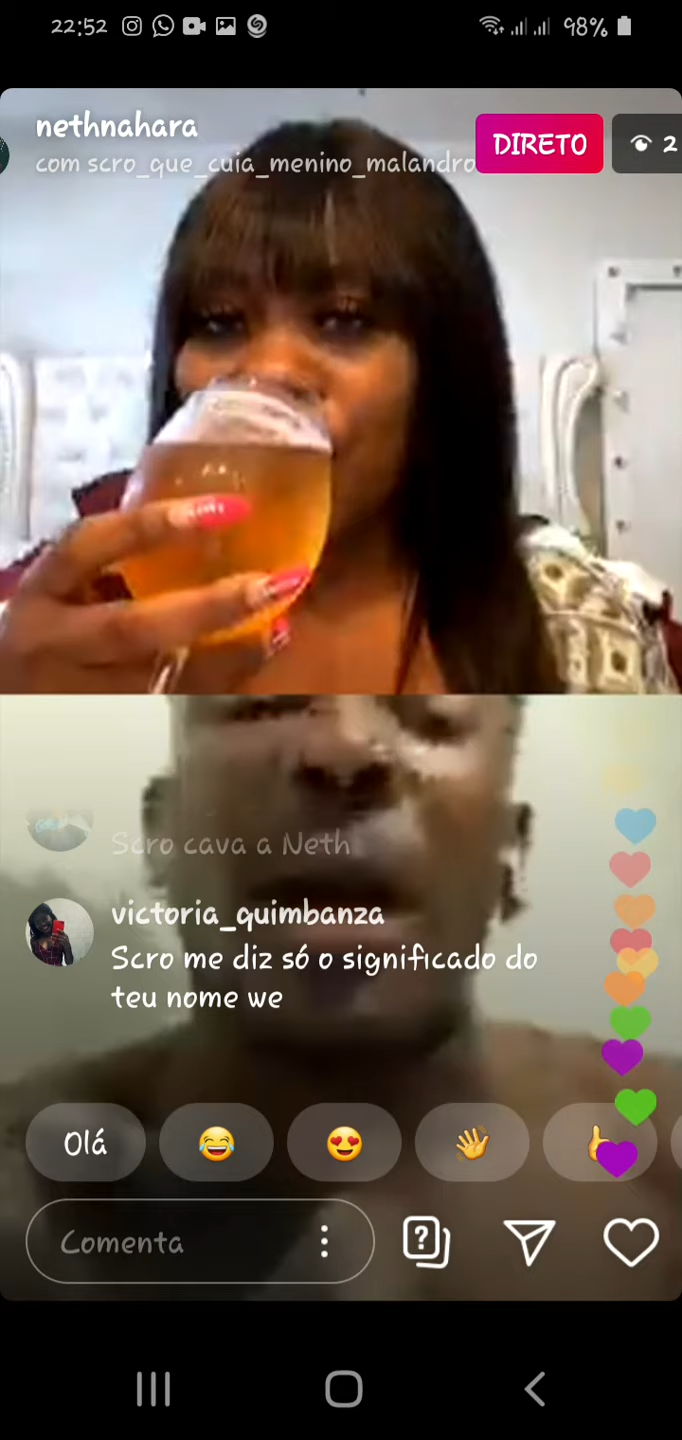 22:52
98%
nethnahara
DIRETO
2
com scro_que_cuia_menino_malandro
Scro cava a Neth
victoria_quimbanza
Scro me diz só o significado do
teu nome we
Olá
Comenta